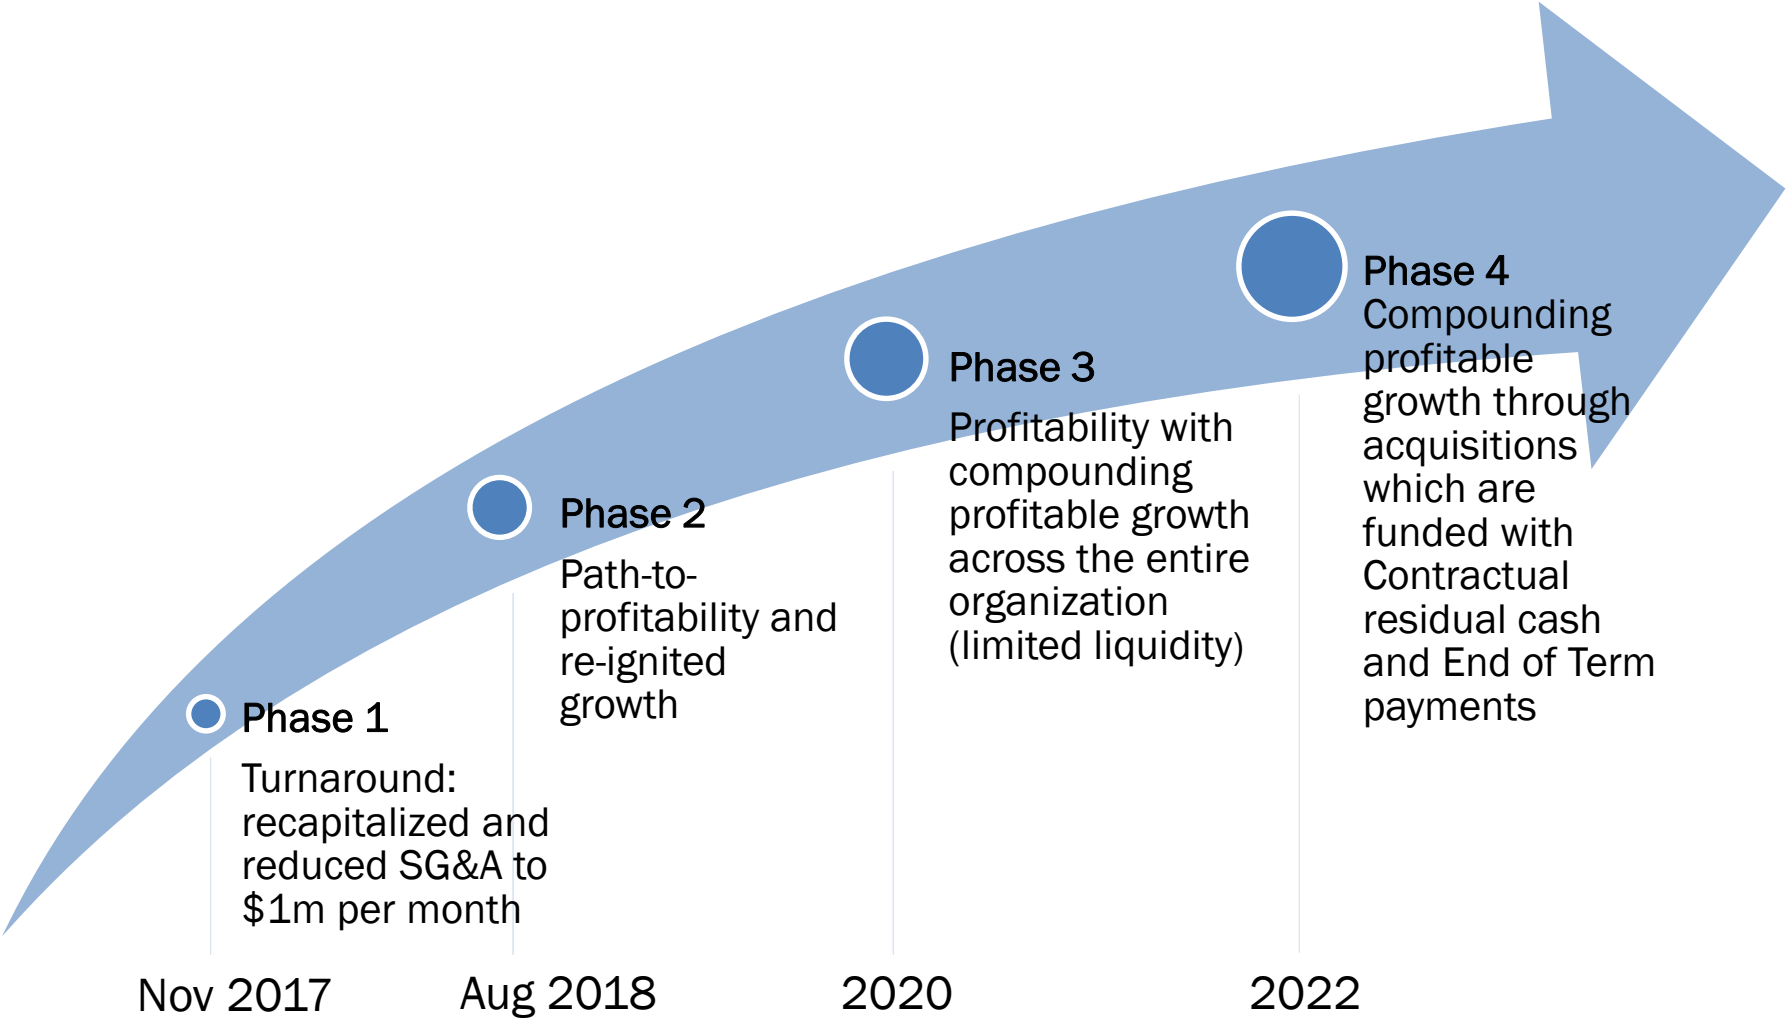 Phase 1
Turnaround:
recapitalized and
reduced SG&A to
$1m per month
Phase 2
Path-to-
profitability and
re-ignited
growth
Phase 3
Profitability with
compounding
profitable growth
across the entire
organization
(limited liquidity)
Phase 4
Compounding
profitable
growth through
acquisitions
which are
funded with
Contractual
residual cash
and End of Term
payments
Nov 2017
Aug 2018
2020
2022